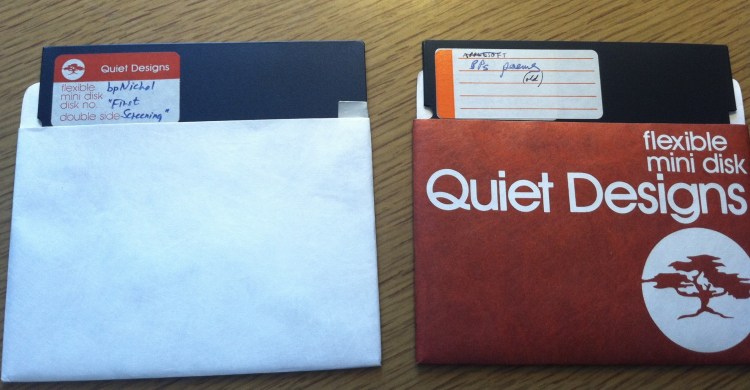 Quiet Designs
flexible bpNichol
mini disk "First
disk no.
double side Screening"
BPs poems
(old)
flexible
mini disk
Quiet Designs